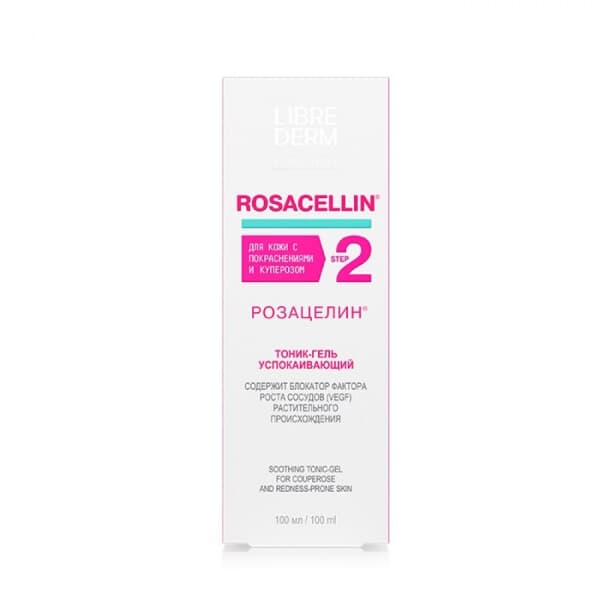 LIBRE
DERM
ROSACELLIN®
ДЛЯ КОЖИ С
ПОКРАСНЕНИЯМИ
И КУПЕРОЗОМ
STEP 2
РОЗАЦЕЛИН®
ТОНИК-ГЕЛЬ
УСПОКАИВАЮЩИЙ
СОДЕРЖИТ БЛОКАТОР ФАКТОРА
РОСТА СОСУДОВ (VEGF)
РАСТИТЕЛЬНОГО
ПРОИСХОЖДЕНИЯ
SOOTHING TONIC-GEL
FOR COUPEROSE
AND REDNESS-PRONE SKIN
100 мл / 100 ml